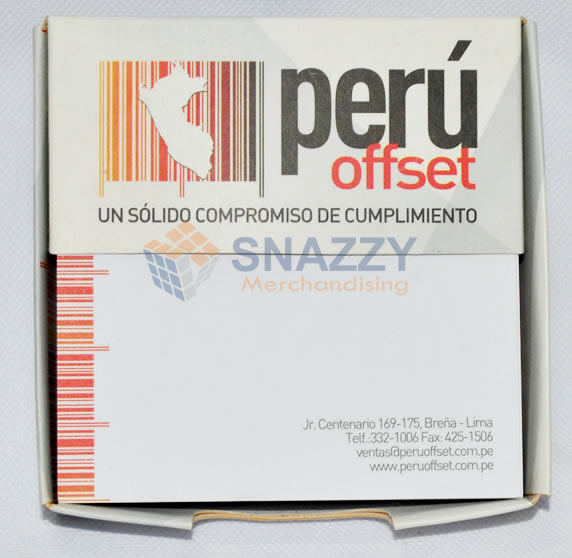 perú
offset
UN SÓLIDO COMPROMISO DE CUMPLIMIENTO
SNAZZY
Merchandising
Jr. Centenario 169-175, Breña - Lima
Telf.:332-1006 Fax: 425-1506
ventas@peruoffset.com.pe
www.peruoffset.com.pe